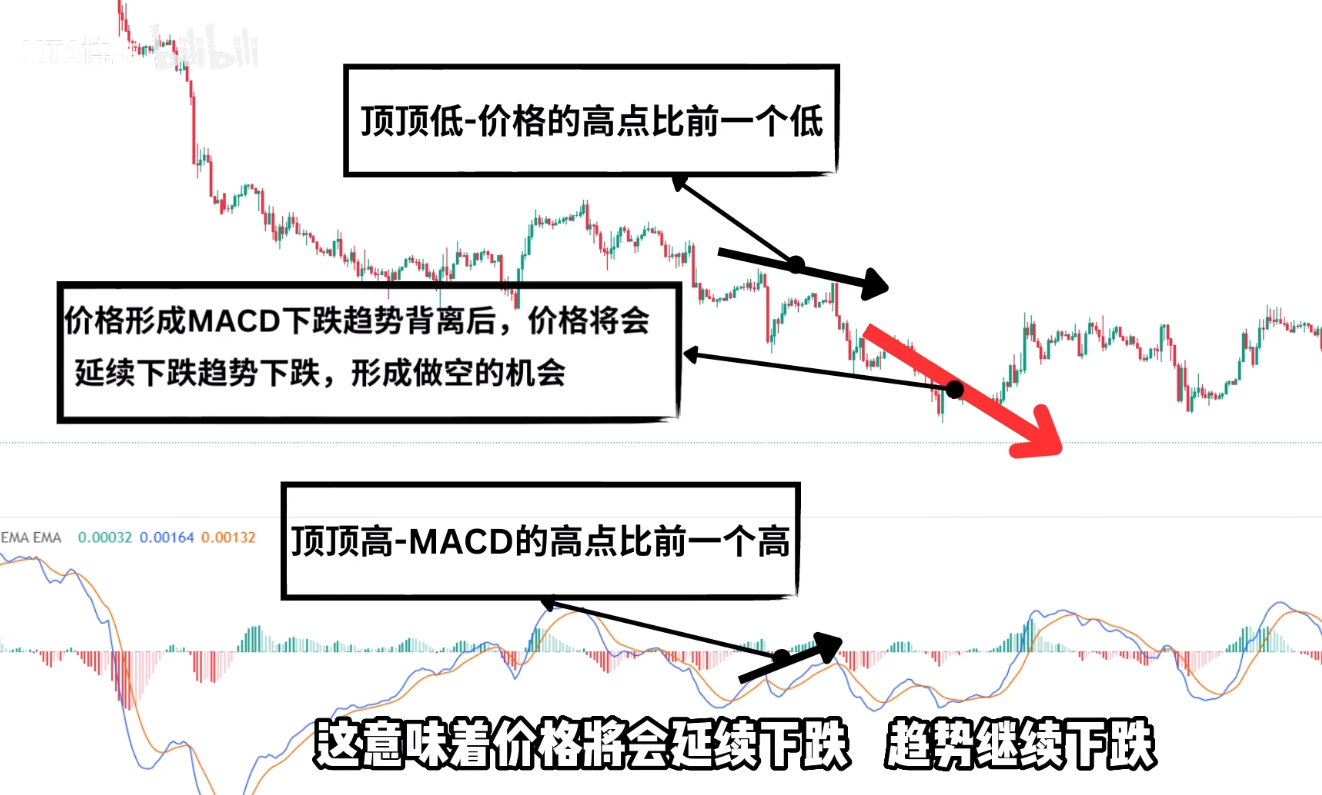 bilibili
顶顶低-价格的高点比前一个低
价格形成MACD下跌趋势背离后，价格将会
延续下跌趋势下跌，形成做空的机会
顶顶高-MACD的高点比前一个高
EMA EMA 0.00032 0.00164 0.00132
这意味着价格將会延续下跌 趋势继续下跌